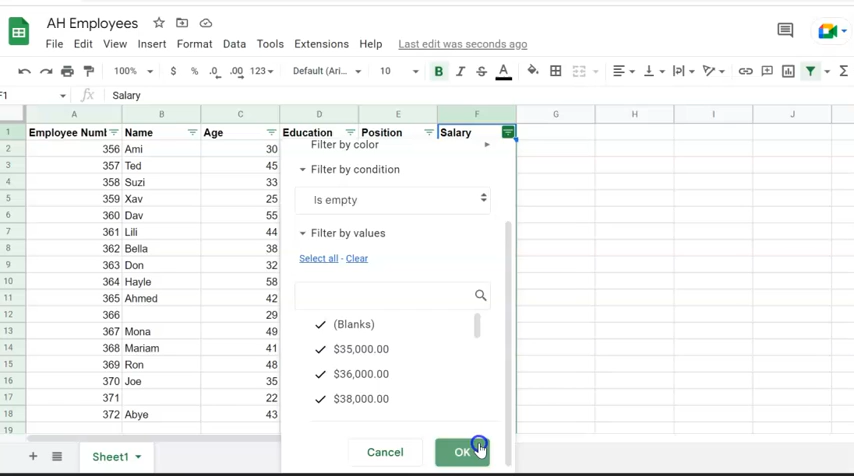 AH Employees
File Edit View Insert Format Data Tools Extensions Help Last edit was seconds ago
100% $ % .0 .00 123 Default (Ari... 10 B I S A
F1 fx Salary
A B C D E F G H I J
1 Employee Numb Name Age Education Position Salary
2 356 Ami 30
3 357 Ted 45
4 358 Suzi 33
5 359 Xav 25
6 360 Dav 55
7 361 Lili 44
8 362 Bella 38
9 363 Don 32
10 364 Hayle 58
11 365 Ahmed 42
12 366 29
13 367 Mona 49
14 368 Mariam 41
15 369 Ron 48
16 370 Joe 35
17 371 22
18 372 Abye 43
19
Filter by color
Filter by condition
Is empty
Filter by values
Select all - Clear
(Blanks)
$35,000.00
$36,000.00
$38,000.00
Cancel OK
Sheet1